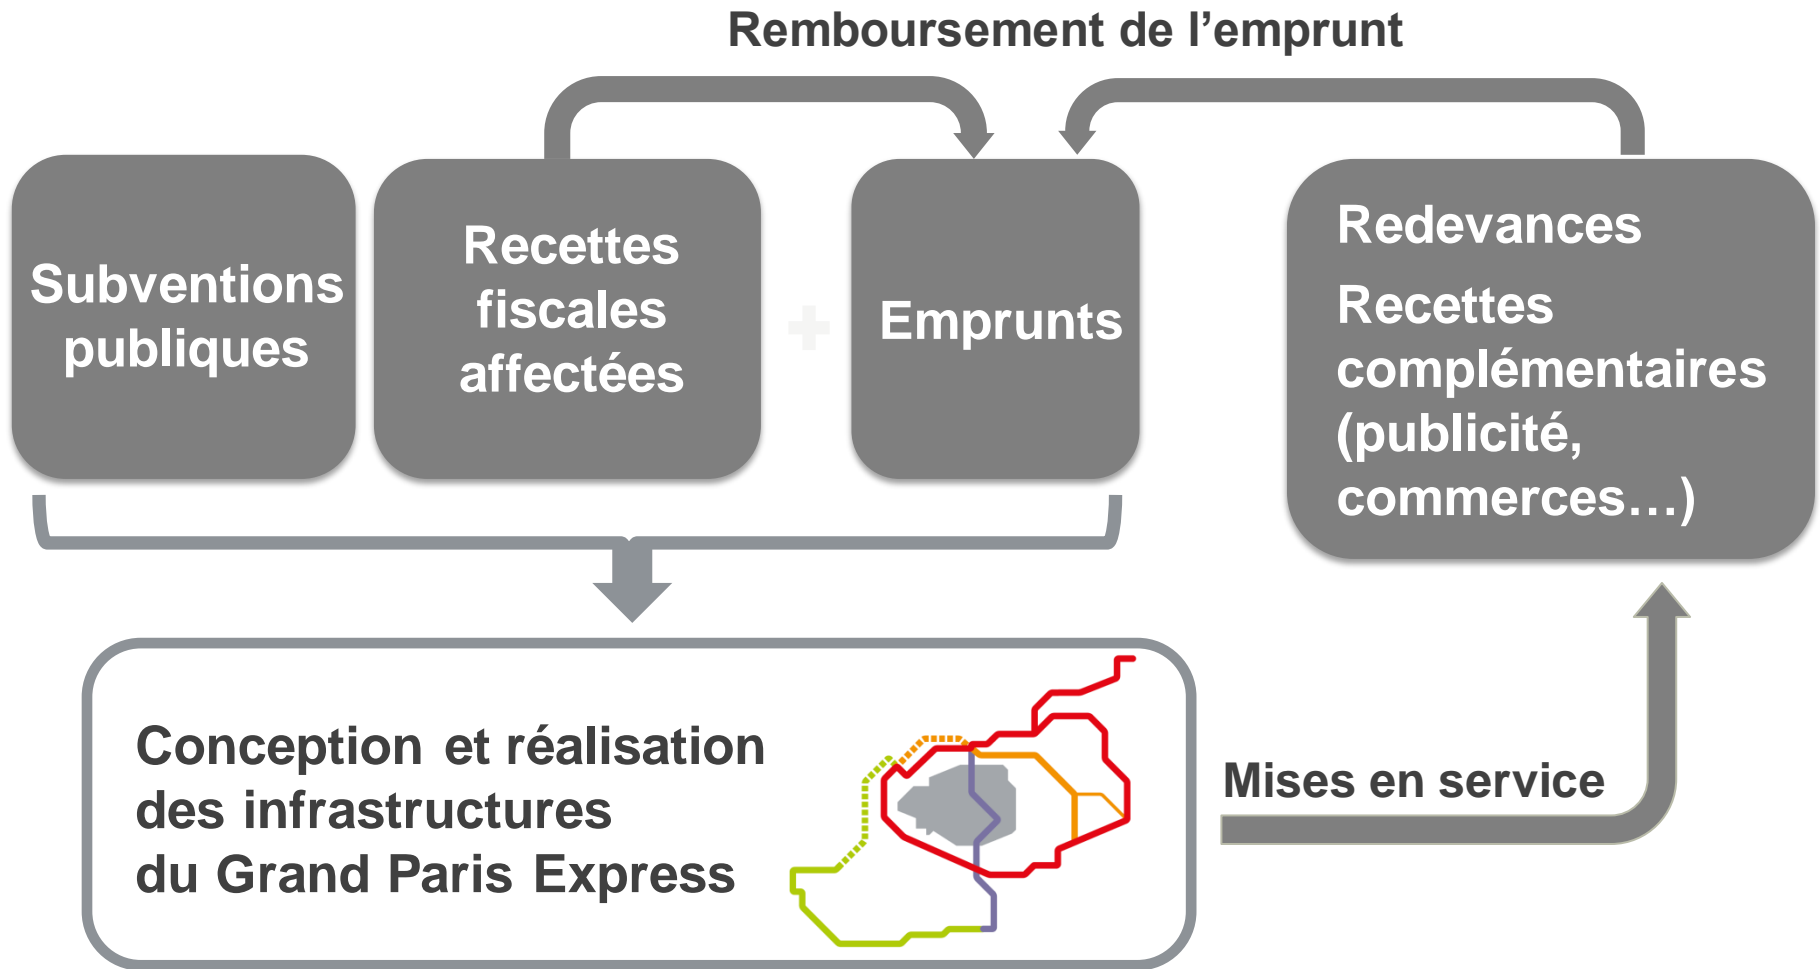 Remboursement de l’emprunt
Subventions
publiques
Recettes
fiscales
affectées
+
Emprunts
Redevances
Recettes
complémentaires
(publicité,
commerces…)
Conception et réalisation
des infrastructures
du Grand Paris Express
Mises en service